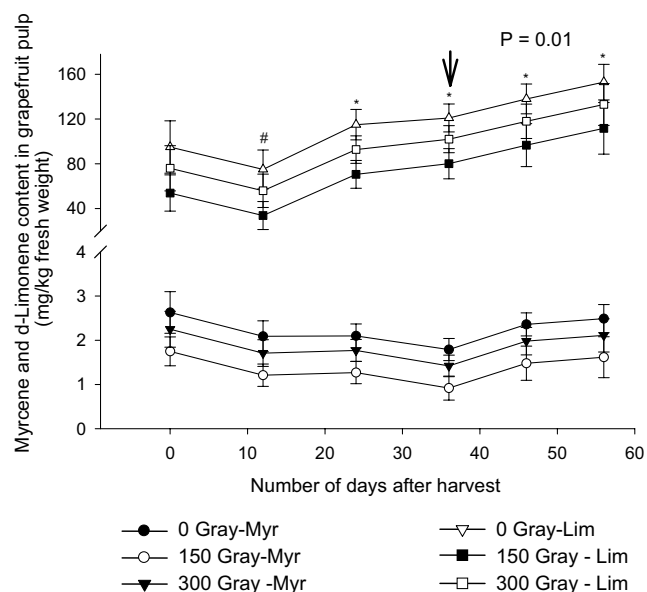 P = 0.01
Myrcene and d-Limonene content in grapefruit pulp
(mg/kg fresh weight)
160
120
80
40
4
3
2
1
0
# * * * *
0 10 20 30 40 50 60
Number of days after harvest
0 Gray-Myr
150 Gray-Myr
300 Gray -Myr
0 Gray-Lim
150 Gray - Lim
300 Gray - Lim